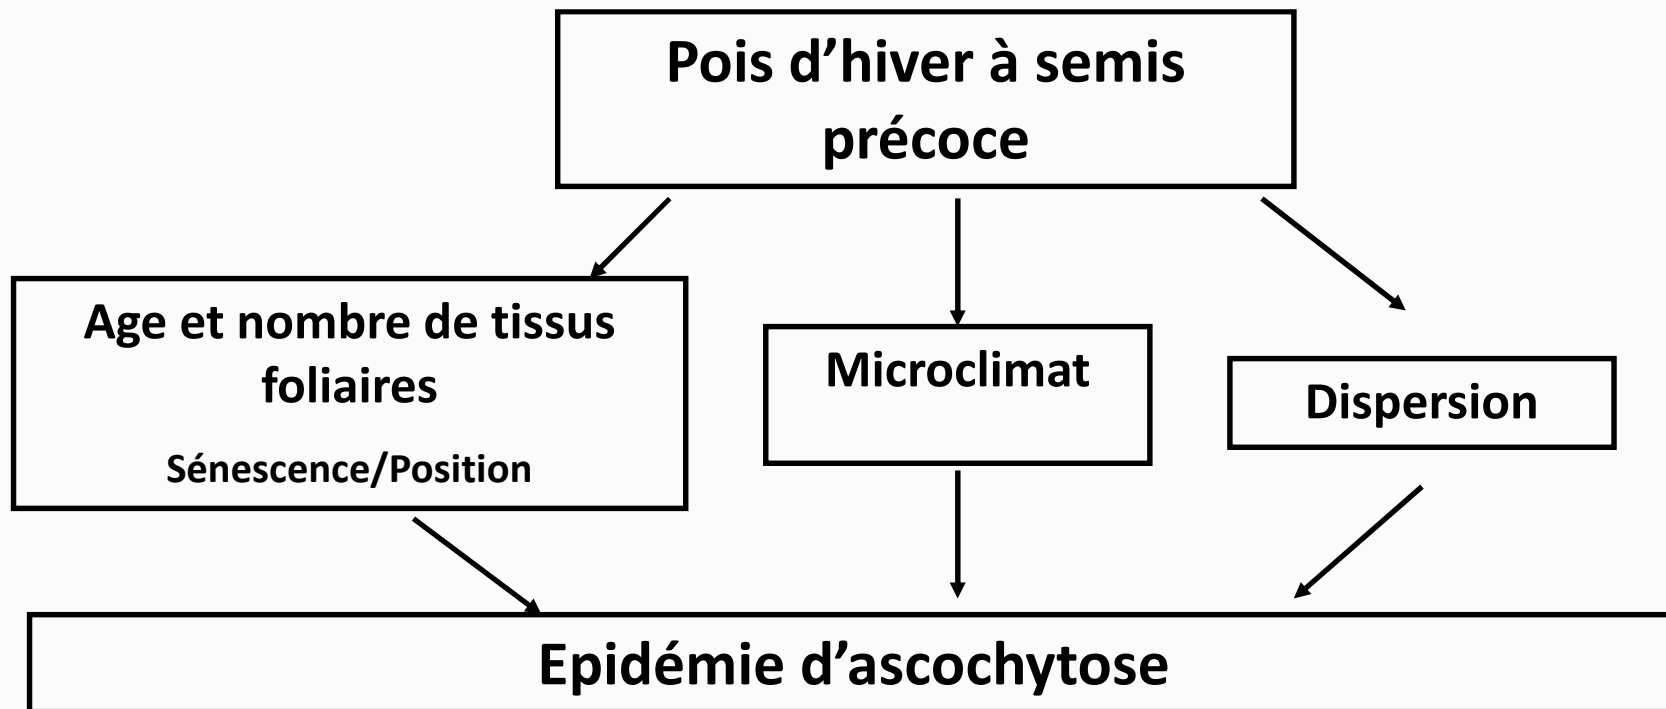 Pois d’hiver à semis
précoce
Age et nombre de tissus
foliaires
Sénescence/Position
Microclimat
Dispersion
Epidémie d’ascochytose